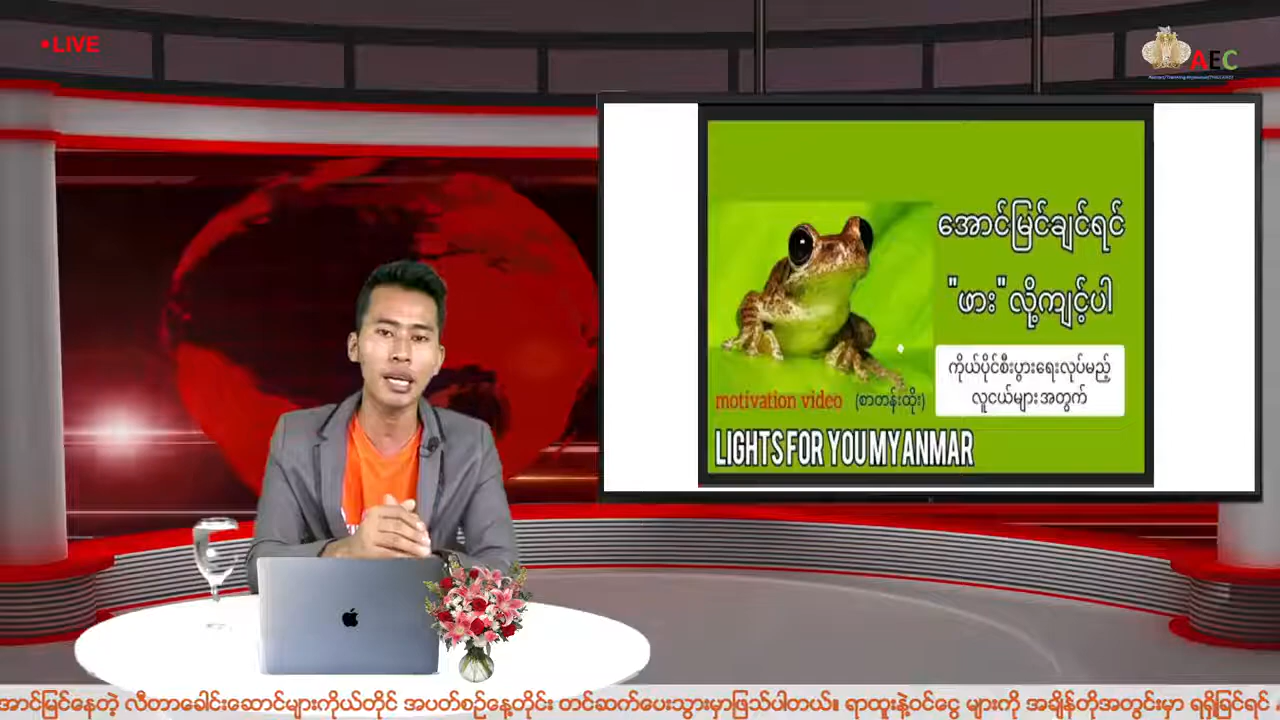 •LIVE
AEC
အောင်မြင်ချင်ရင်
"ဖား"လို့ကျင့်ပါ
ကိုယ်ပိုင်စီးပွားရေးလုပ်မည့်
လူငယ်များအတွက်
motivation video (စာတန်းထိုး)
LIGHTS FOR YOU MYANMAR
အောင်မြင်နေတဲ့ လီတာခေါင်းဆောင်များကိုယ်တိုင် အပတ်စဉ်နေ့တိုင်း တင်ဆက်ပေးသွားမှာဖြစ်ပါတယ်။ ရာထူးနဲ့ဝင်ငွေ များကို အချိန်တိုအတွင်းမှာ ရရှိခြင်ရင်